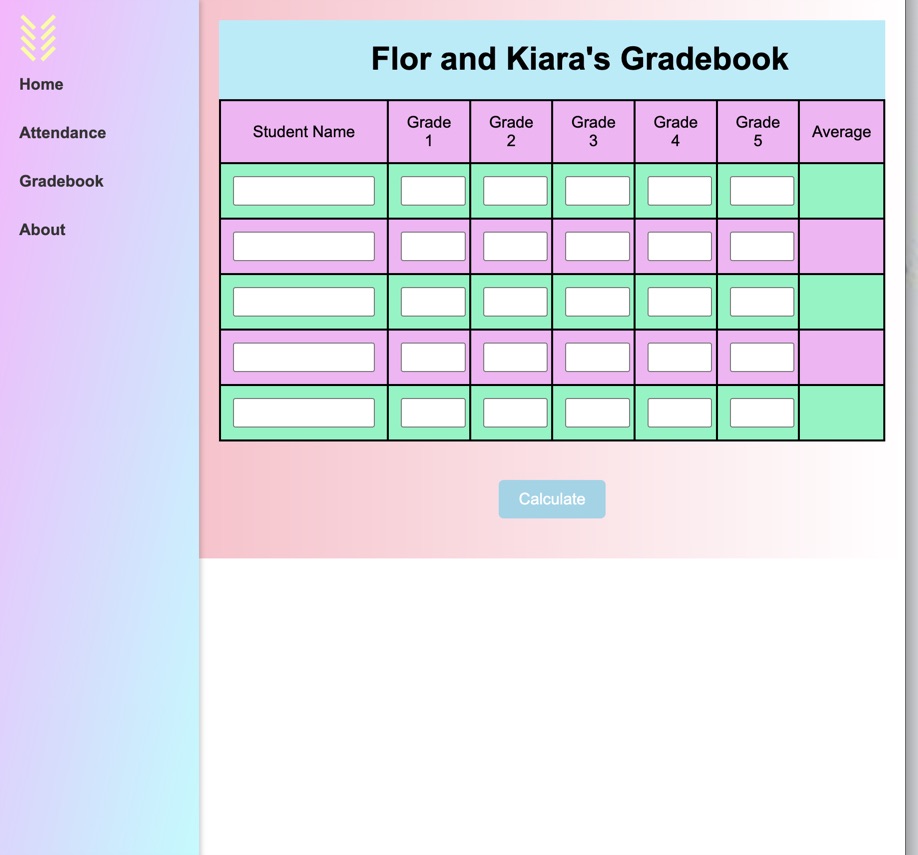 Home
Attendance
Gradebook
About
Flor and Kiara's Gradebook
Student Name
Grade
1
Grade
2
Grade
3
Grade
4
Grade
5
Average
Calculate